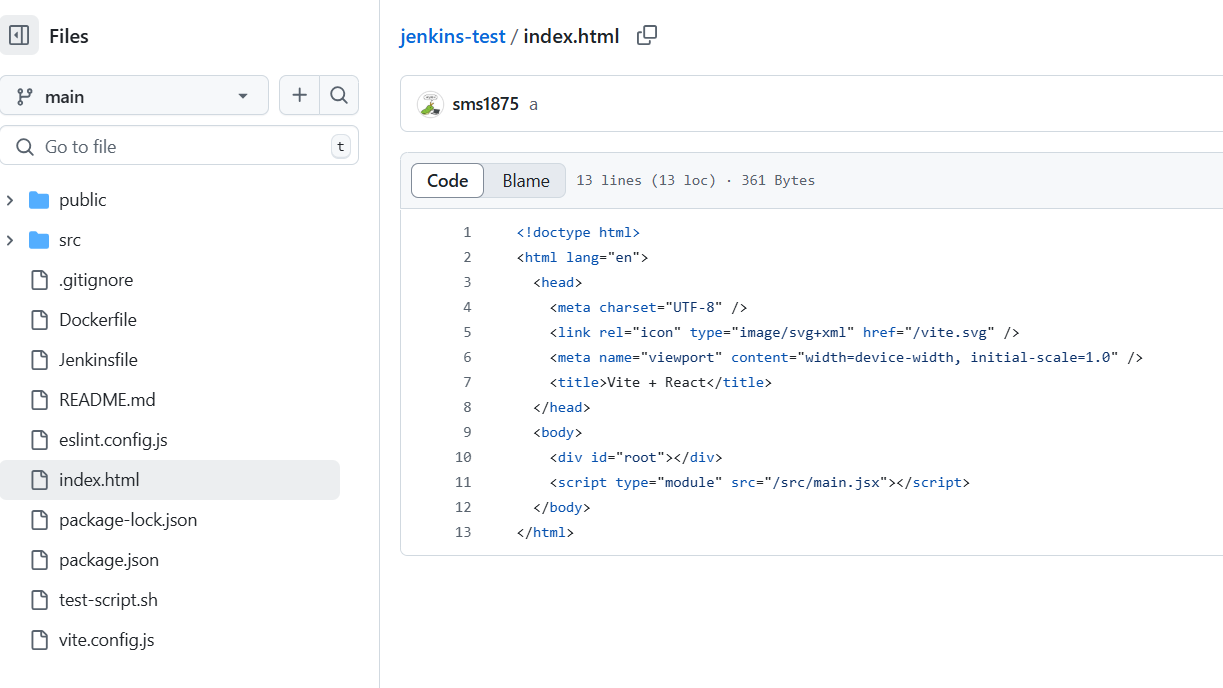 Files
main
Go to file
t
public
src
.gitignore
Dockerfile
Jenkinsfile
README.md
eslint.config.js
index.html
package-lock.json
package.json
test-script.sh
vite.config.js
jenkins-test / index.html
sms1875 a
Code Blame 13 lines (13 loc) · 361 Bytes
1 <!doctype html>
2 <html lang="en">
3 <head>
4 <meta charset="UTF-8" />
5 <link rel="icon" type="image/svg+xml" href="/vite.svg" />
6 <meta name="viewport" content="width=device-width, initial-scale=1.0" />
7 <title>Vite + React</title>
8 </head>
9 <body>
10 <div id="root"></div>
11 <script type="module" src="/src/main.jsx"></script>
12 </body>
13 </html>